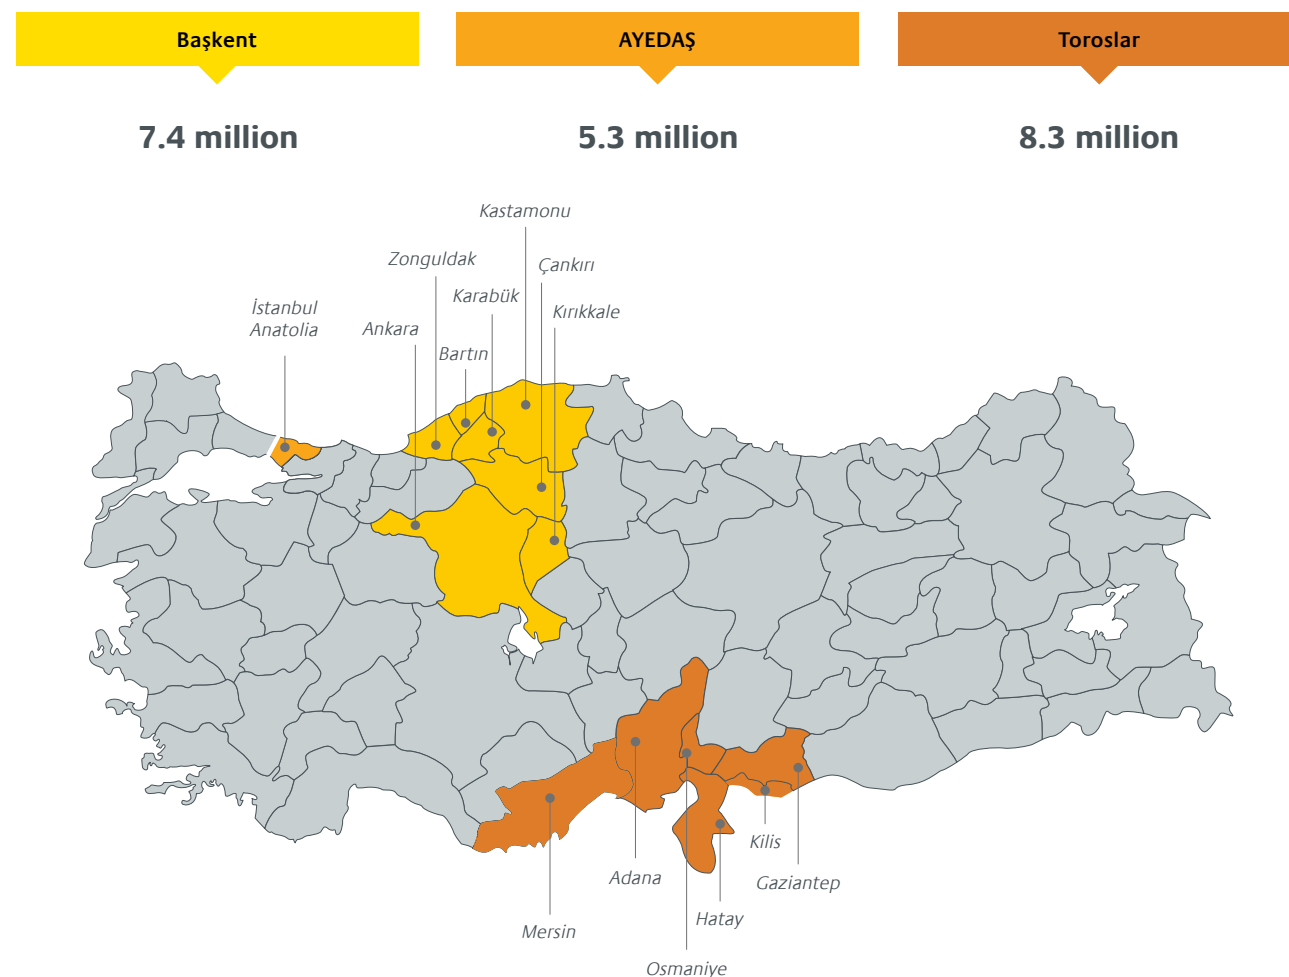 Başkent
AYEDAŞ
Toroslar
7.4 million
5.3 million
8.3 million
Kastamonu
Zonguldak
Çankırı
Karabük
İstanbul
Anatolia
Kırıkkale
Ankara
Bartın
Kilis
Adana
Gaziantep
Hatay
Mersin
Osmaniye